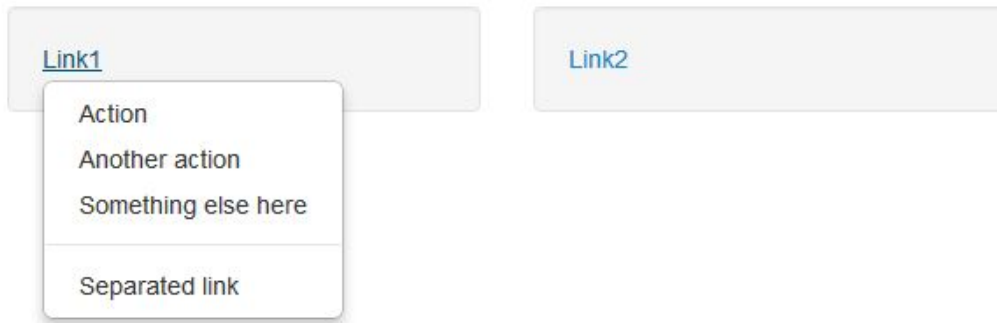 Link1
Link2
Action
Another action
Something else here
Separated link